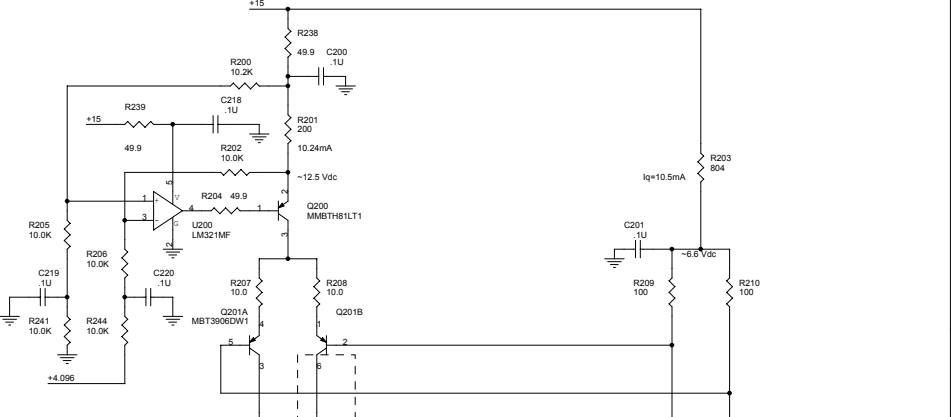 +15
R238
49.9
C200
.1U
R200
10.2K
R239
+15
49.9
C218
.1U
R201
200
10.24mA
R202
10.0K
~12.5 Vdc
R203
804
Iq=10.5mA
5
V
1
+
3
-
4
G
2
U200
LM321MF
R204 49.9
1
2
3
Q200
MMBTH81LT1
R205
10.0K
R206
10.0K
C219
.1U
C220
.1U
R241
10.0K
R244
10.0K
+4.096
R207
10.0
R208
10.0
Q201A
MBT3906DW1
Q201B
4
5
3
1
2
6
C201
.1U
~6.6 Vdc
R209
100
R210
100